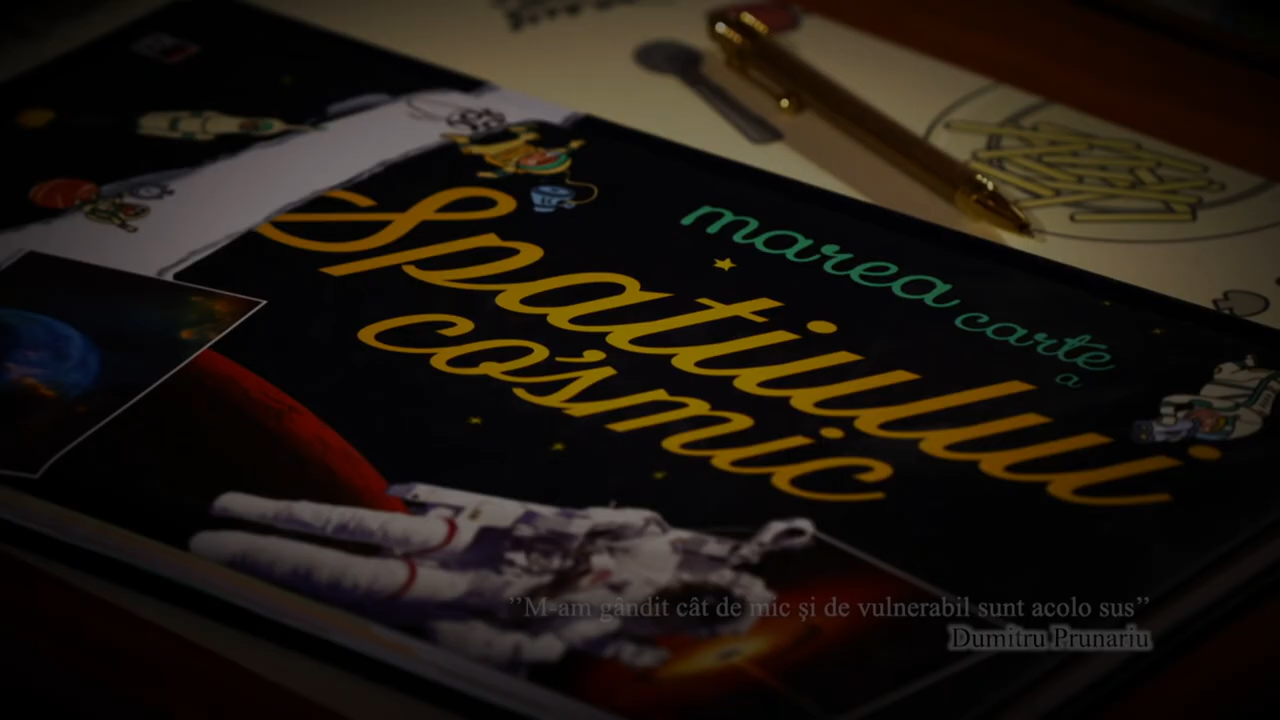 marea
carte
a
Spațiului
cosmic
’’M-am gândit cât de mic şi de vulnerabil sunt acolo sus’’
Dumitru Prunariu